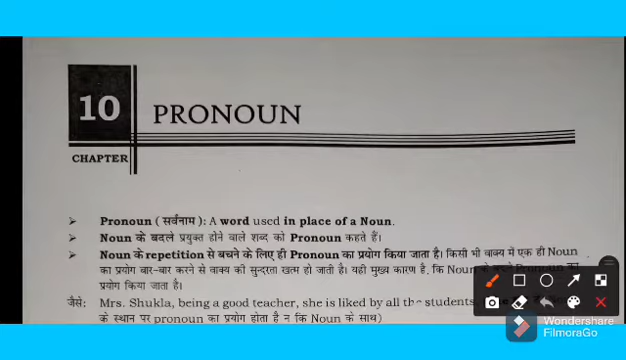 10
PRONOUN
CHAPTER
➢ Pronoun (सर्वनाम): A word used in place of a Noun.
➢ Noun के बदले प्रयुक्त होने वाले शब्द को Pronoun कहते हैं।
➢ Noun के repetition से बचने के लिए ही Pronoun का प्रयोग किया जाता है। किसी भी वाक्य में एक ही Noun
का प्रयोग बार-बार करने से वाक्य की सुन्दरता खत्म हो जाती है। यही मुख्य कारण है, कि Noun के बदले Pronoun का
प्रयोग किया जाता है।
जैसे: Mrs. Shukla, being a good teacher, she is liked by all the students.
के स्थान पर pronoun का प्रयोग होता है न कि Noun के साथ)
Wondershare
FilmoraGo